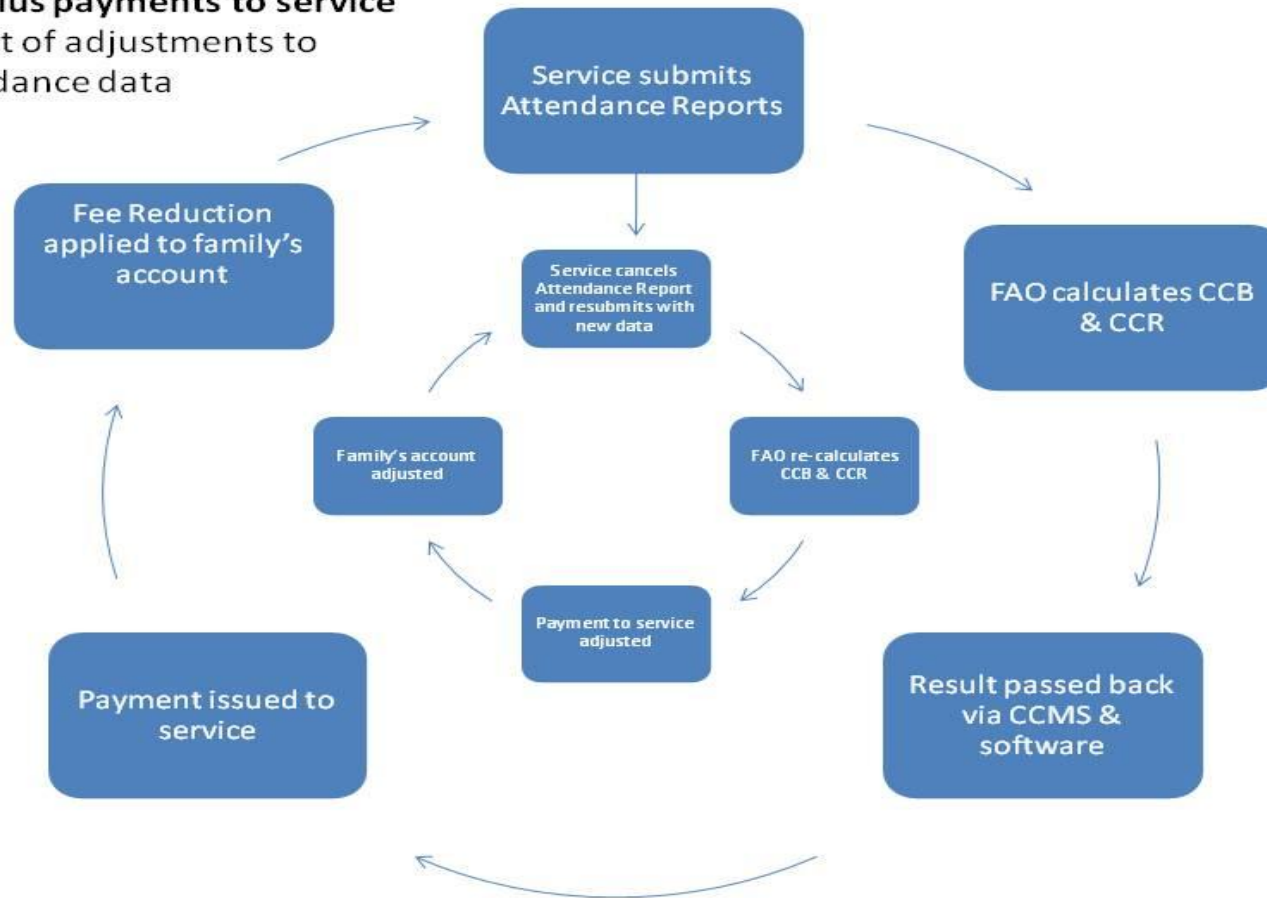 payments to service
of adjustments to
data
Service submits
Attendance Reports
Fee Reduction
applied to family's
account
Service cancels
Attendance Report
and resubmits with
new data
FAO calculates CCB
& CCR
Family's account
adjusted
FAO re-calculates
CCB & CCR
Payment to service
adjusted
Payment issued to
service
Result passed back
via CCMS &
software